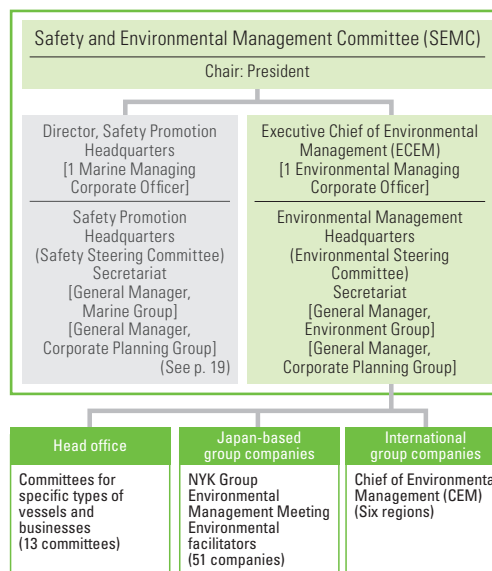 Safety and Environmental Management Committee (SEMC)
Chair: President
Director, Safety Promotion
Headquarters
[1 Marine Managing
Corporate Officer]
Safety Promotion
Headquarters
(Safety Steering Committee)
Secretariat
[General Manager,
Marine Group]
[General Manager,
Corporate Planning Group]
(See p. 19)
Executive Chief of Environmental
Management (ECEM)
[1 Environmental Managing
Corporate Officer]
Environmental Management
Headquarters
(Environmental Steering
Committee)
Secretariat
[General Manager,
Environment Group]
[General Manager,
Corporate Planning Group]
Head office
Committees for
specific types of
vessels and
businesses
(13 committees)
Japan-based
group companies
NYK Group
Environmental
Management Meeting
Environmental
facilitators
(51 companies)
International
group companies
Chief of Environmenta
Management (CEM)
(Six regions)